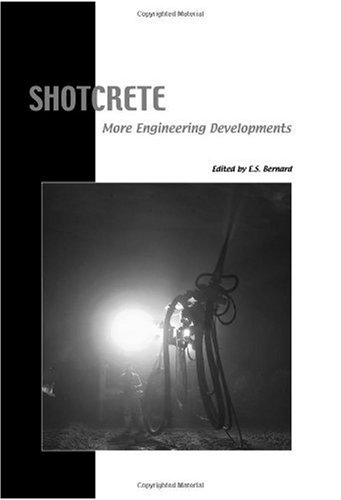 Copyrighted Material
SHOTCRETE
More Engineering Developments
Edited by E.S. Bernard
Copyrighted Material